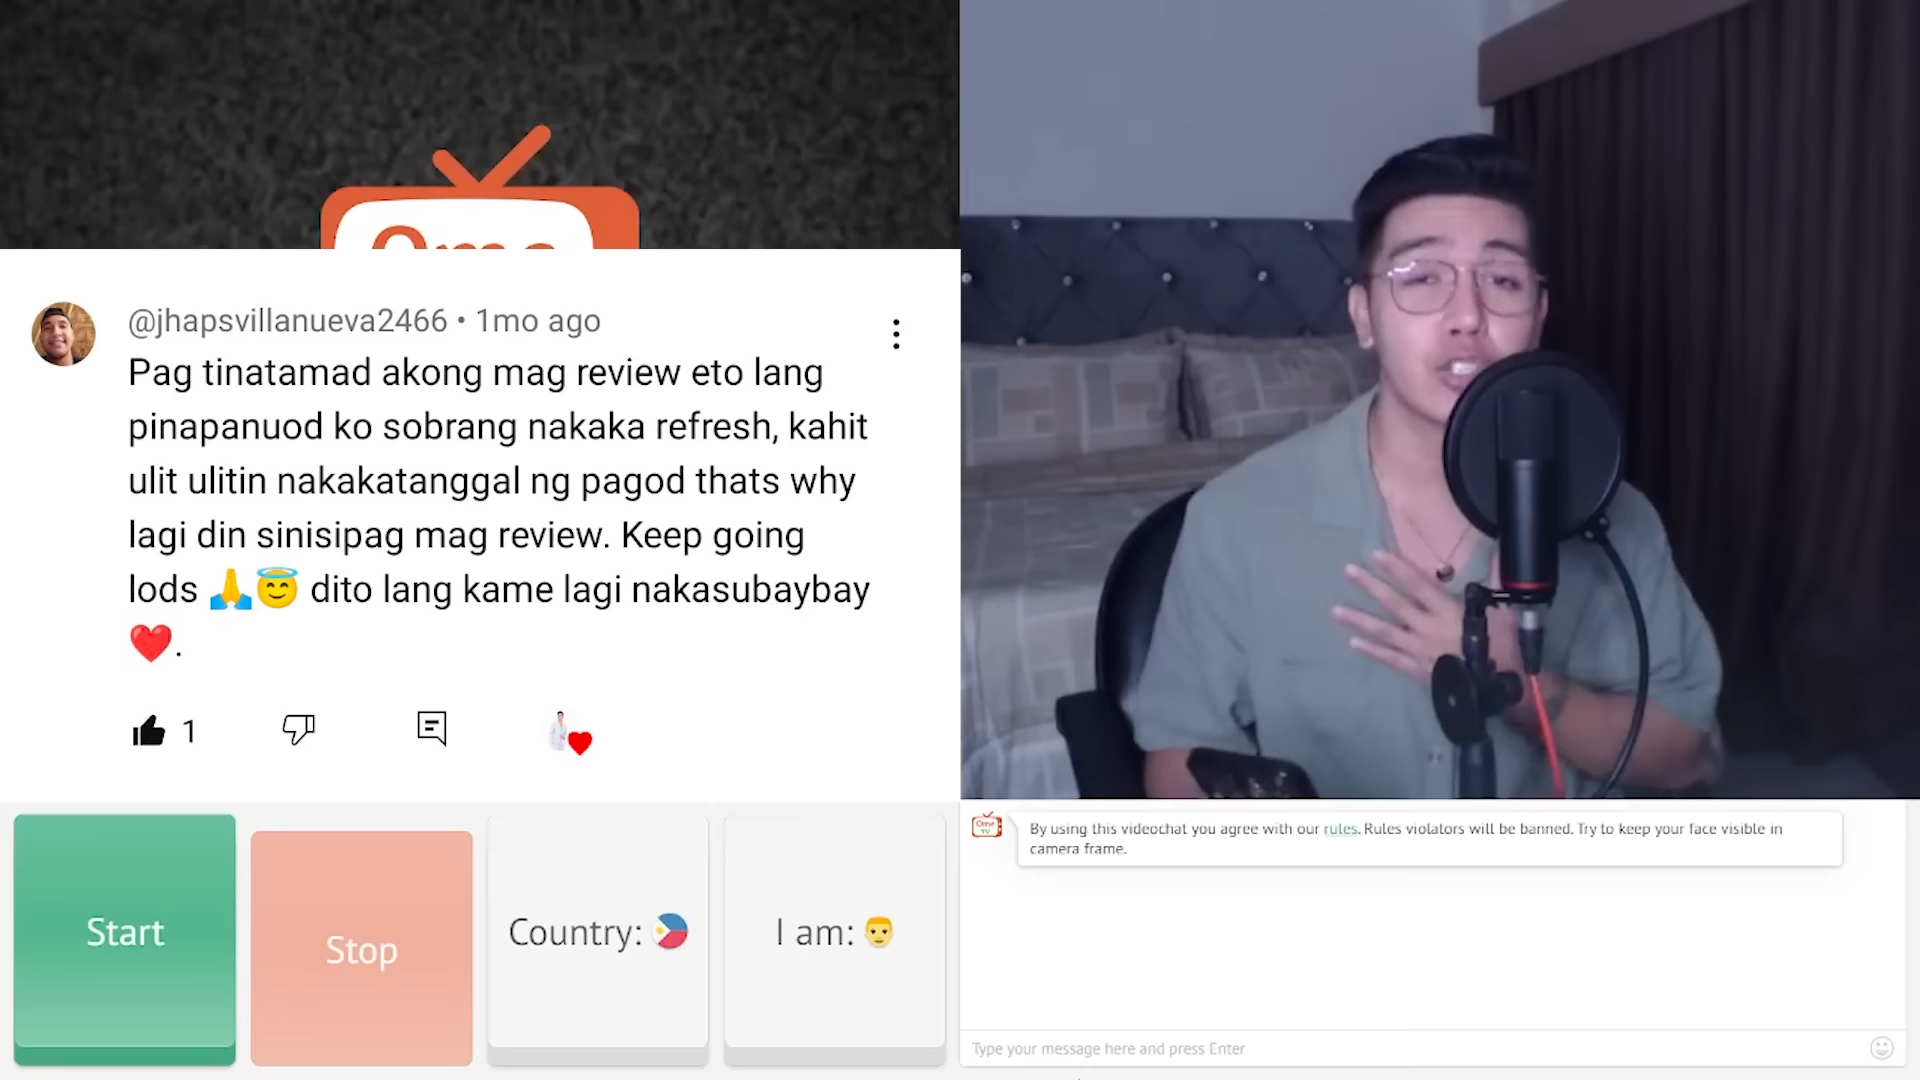 @jhapsvillanueva2466 • 1mo ago
Pag tinatamad akong mag review eto lang
pinapanuod ko sobrang nakaka refresh, kahit
ulit ulitin nakakatanggal ng pagod thats why
lagi din sinisipag mag review. Keep going
lods 🙏😇 dito lang kame lagi nakasubaybay
❤️.
1
Start
Stop
Country: 🇵🇭
I am: 👨
Ome
TV
By using this videochat you agree with our rules. Rules violators will be banned. Try to keep your face visible in
camera frame.
Type your message here and press Enter